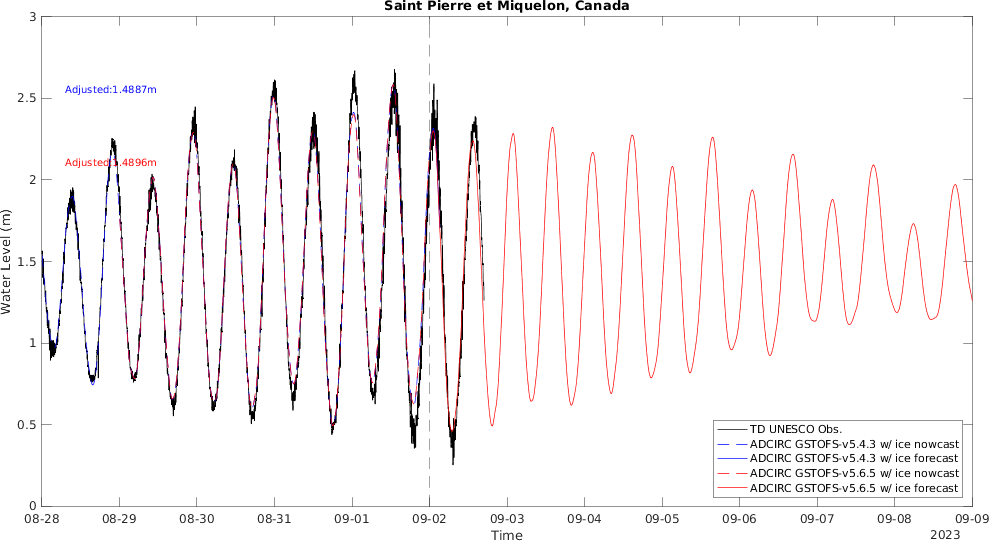 Saint Pierre et Miquelon, Canada
3
2.5
2
1.5
1
0.5
0
Water Level (m)
Adjusted:1.4887m
Adjusted:1.4896m
TD UNESCO Obs.
ADCIRC GSTOFS-v5.4.3 w/ ice nowcast
ADCIRC GSTOFS-v5.4.3 w/ ice forecast
ADCIRC GSTOFS-v5.6.5 w/ ice nowcast
ADCIRC GSTOFS-v5.6.5 w/ ice forecast
08-28 08-29 08-30 08-31 09-01 09-02 09-03 09-04 09-05 09-06 09-07 09-08 09-09
Time
2023